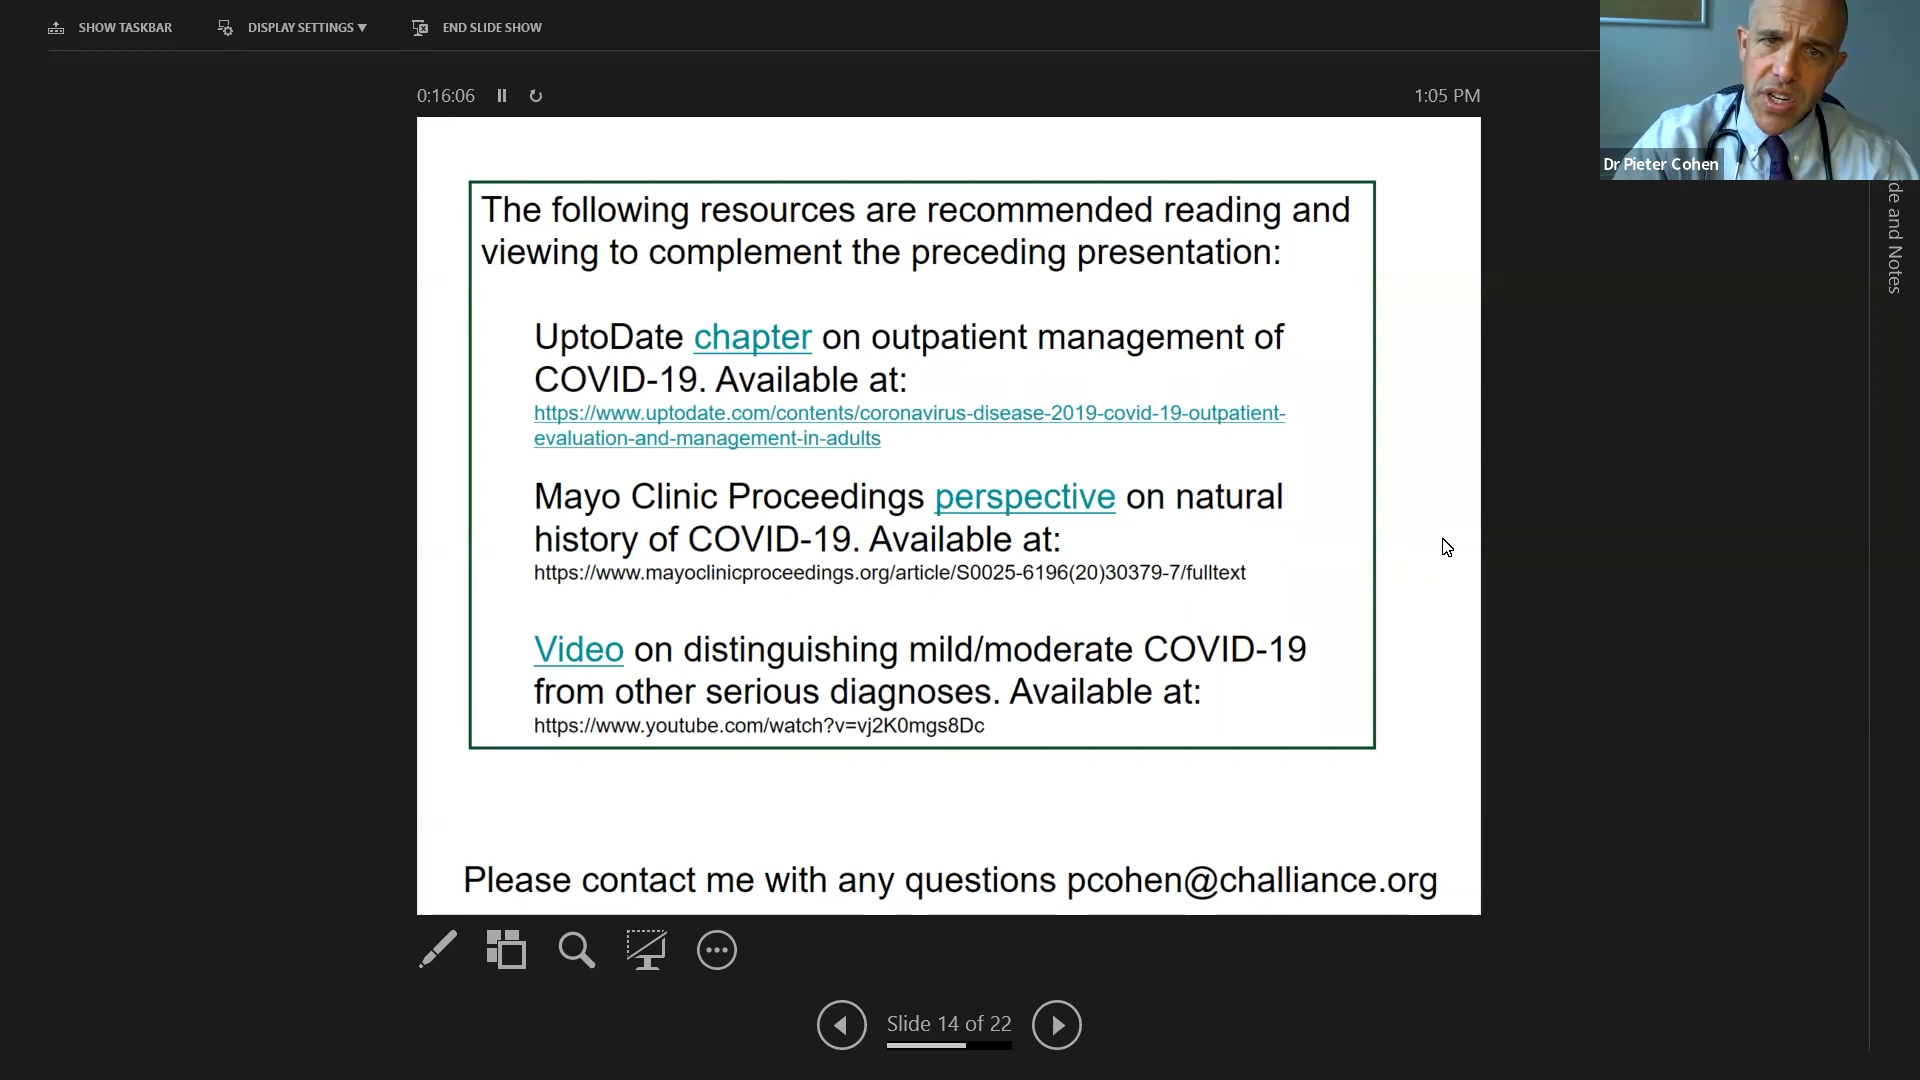 SHOW TASKBAR
DISPLAY SETTINGS
END SLIDE SHOW
0:16:06
1:05 PM
Dr Pieter Cohen
The following resources are recommended reading and
viewing to complement the preceding presentation:
UptoDate chapter on outpatient management of
COVID-19. Available at:
https://www.uptodate.com/contents/coronavirus-disease-2019-covid-19-outpatient-
evaluation-and-management-in-adults
Mayo Clinic Proceedings perspective on natural
history of COVID-19. Available at:
https://www.mayoclinicproceedings.org/article/S0025-6196(20)30379-7/fulltext
Video on distinguishing mild/moderate COVID-19
from other serious diagnoses. Available at:
https://www.youtube.com/watch?v=vj2K0mgs8Dc
Please contact me with any questions pcohen@challiance.org
Slide 14 of 22
and Notes